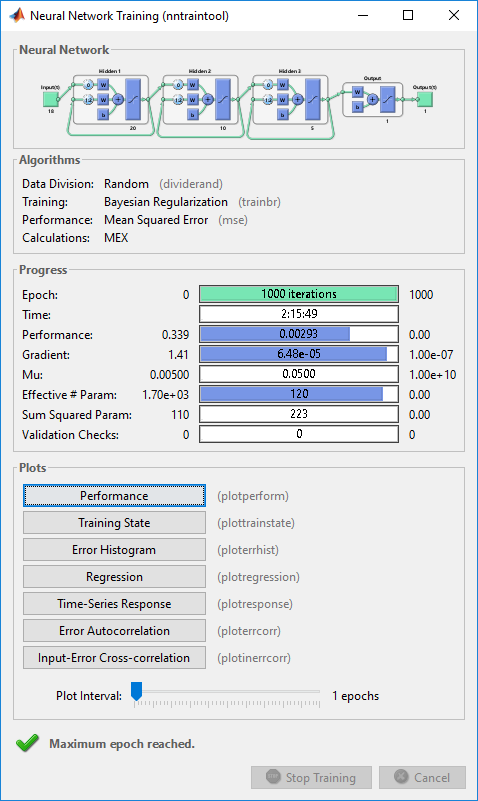 Neural Network Training (nntraintool)
Neural Network
Hidden 1 Hidden 2 Hidden 3 Output
Input(t) 0 W 0 W 0 W W Output(t)
1:2 W + 1:2 W + 1:2 W + b +
18 b b b 1 1
20 10 5
Algorithms
Data Division: Random (dividerand)
Training: Bayesian Regularization (trainbr)
Performance: Mean Squared Error (mse)
Calculations: MEX
Progress
Epoch: 0 1000 iterations 1000
Time: 2:15:49
Performance: 0.339 0.00293 0.00
Gradient: 1.41 6.48e-05 1.00e-07
Mu: 0.00500 0.0500 1.00e+10
Effective # Param: 1.70e+03 120 0.00
Sum Squared Param: 110 223 0.00
Validation Checks: 0 0 0
Plots
Performance (plotperform)
Training State (plottrainstate)
Error Histogram (ploterrhist)
Regression (plotregression)
Time-Series Response (plotresponse)
Error Autocorrelation (ploterrcorr)
Input-Error Cross-correlation (plotinerrcorr)
Plot Interval: 1 epochs
Maximum epoch reached.
Stop Training Cancel